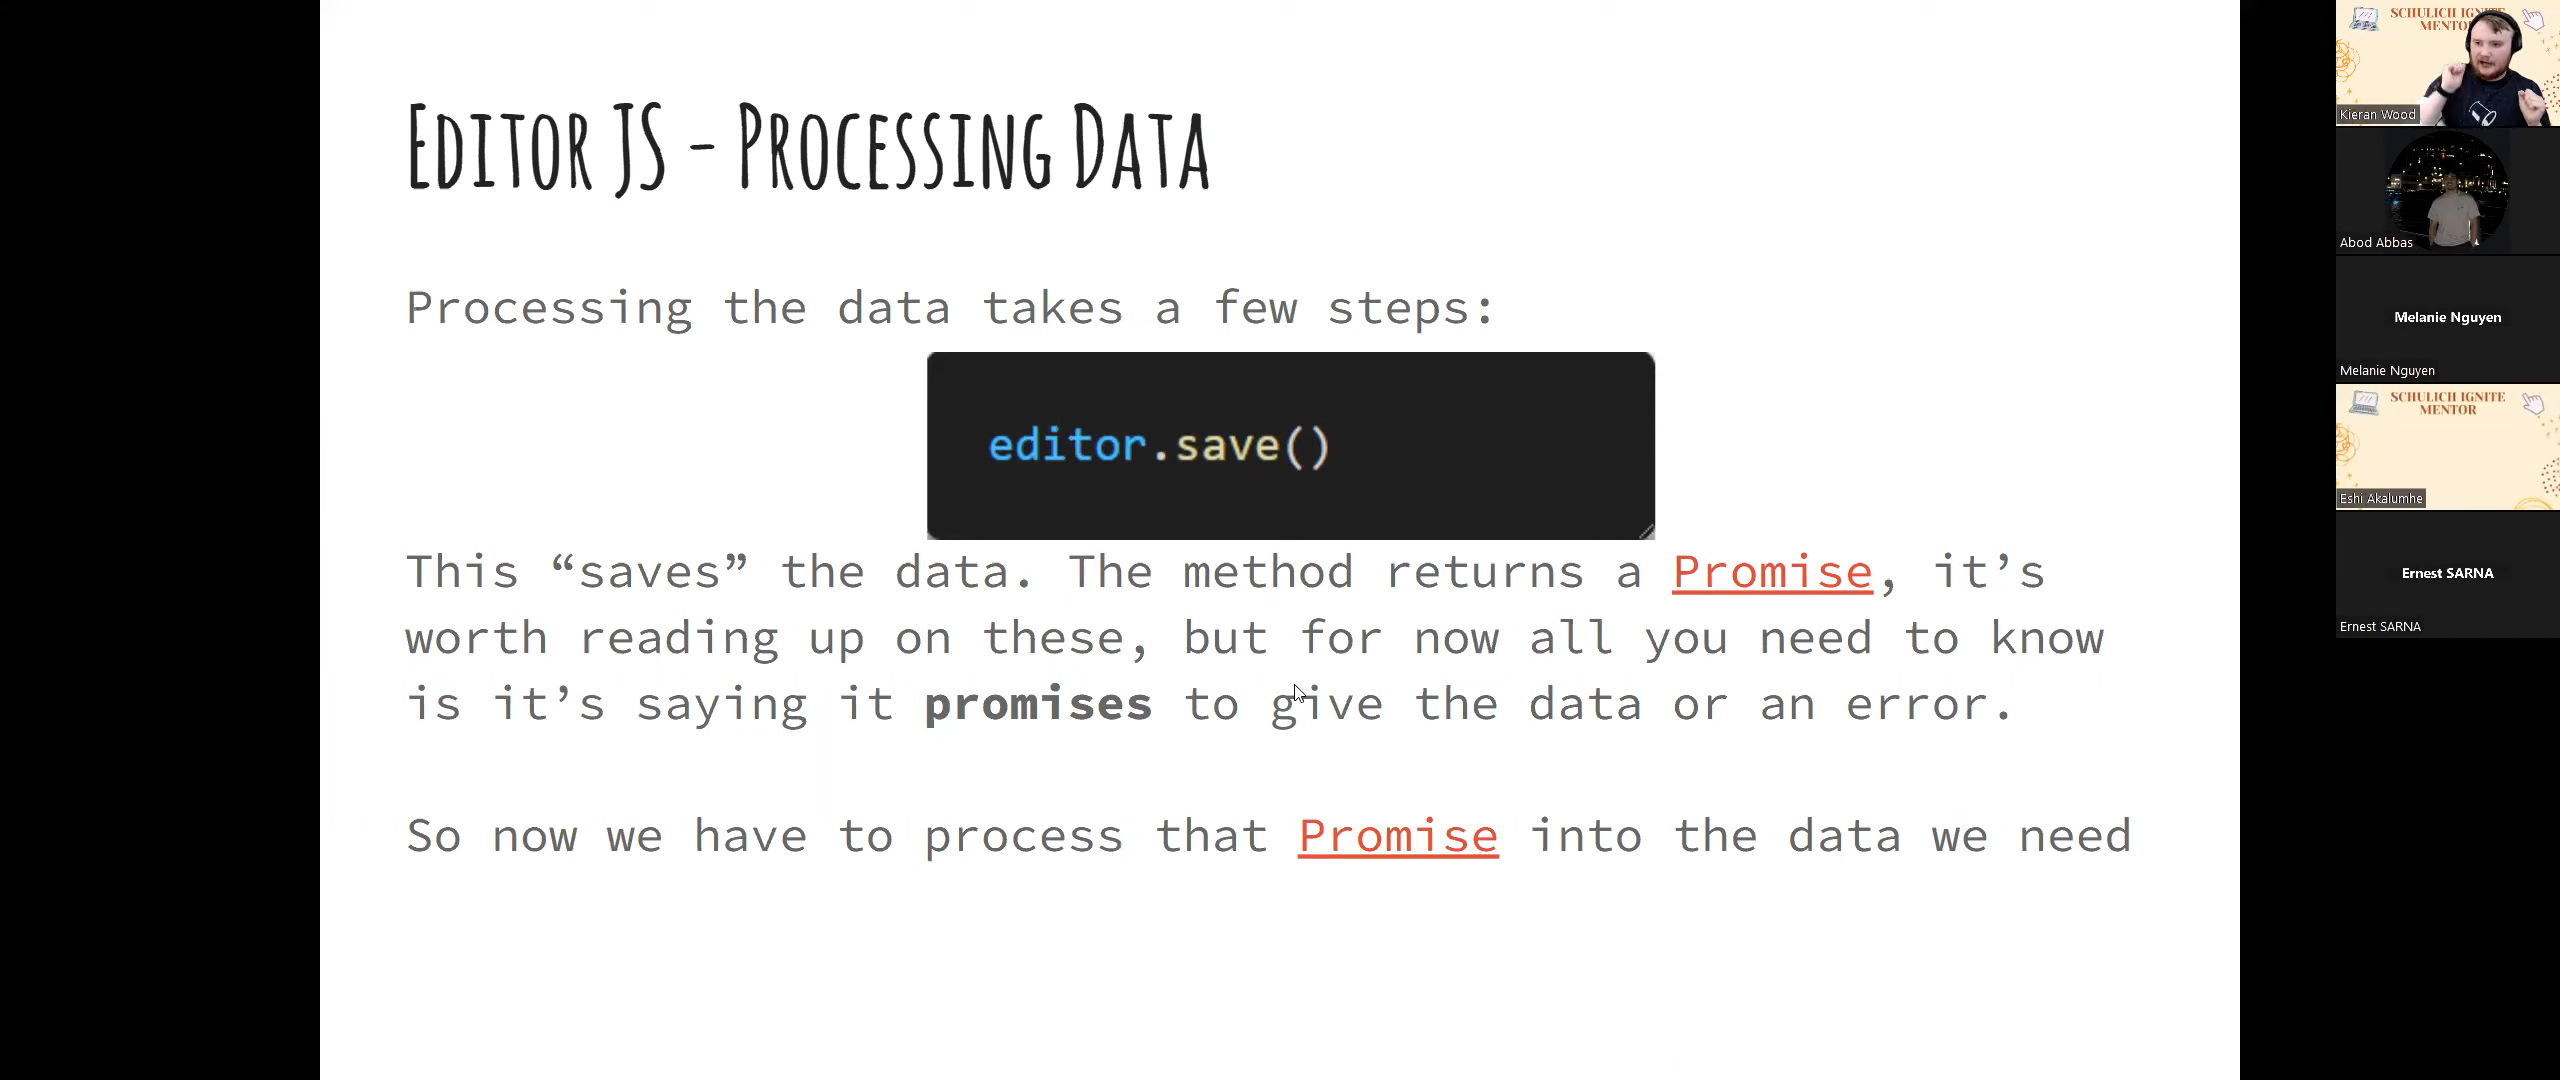 EDITOR JS - PROCESSING DATA
Processing the data takes a few steps:
editor.save()
This “saves” the data. The method returns a Promise, it’s
worth reading up on these, but for now all you need to know
is it’s saying it promises to give the data or an error.
So now we have to process that Promise into the data we need
SCHULICH IGNITE
MENTOR
Kieran Wood
Abod Abbas
Melanie Nguyen
Melanie Nguyen
SCHULICH IGNITE
MENTOR
Eshi Akalumhe
Ernest SARNA
Ernest SARNA